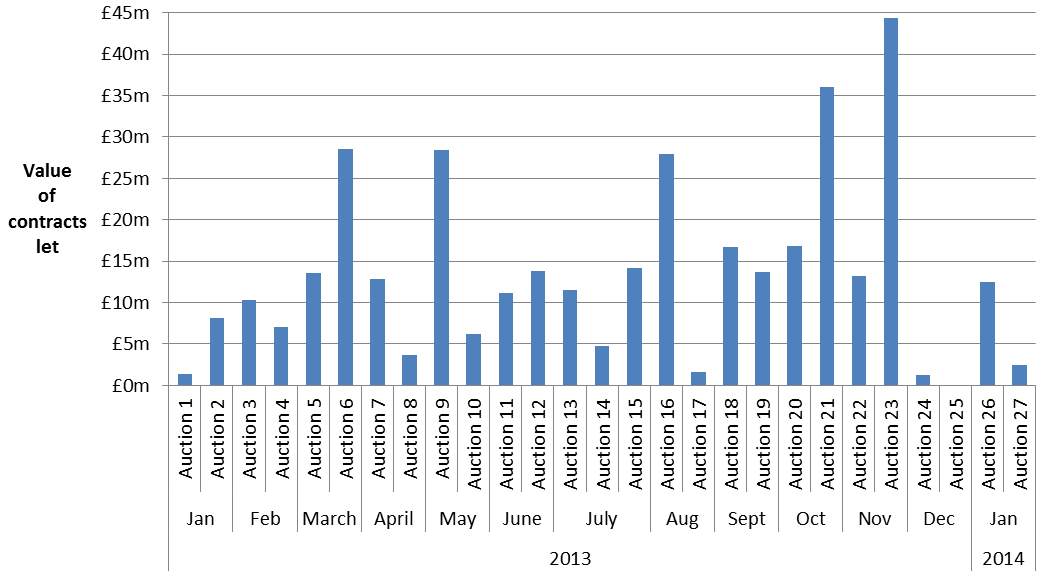 £45m
£40m
£35m
£30m
£25m
£20m
£15m
£10m
£5m
£0m
Value
of
contracts
let
Auction 1
Auction 2
Auction 3
Auction 4
Auction 5
Auction 6
Auction 7
Auction 8
Auction 9
Auction 10
Auction 11
Auction 12
Auction 13
Auction 14
Auction 15
Auction 16
Auction 17
Auction 18
Auction 19
Auction 20
Auction 21
Auction 22
Auction 23
Auction 24
Auction 25
Auction 26
Auction 27
Jan Feb March April May June July Aug Sept Oct Nov Dec Jan
2013 2014